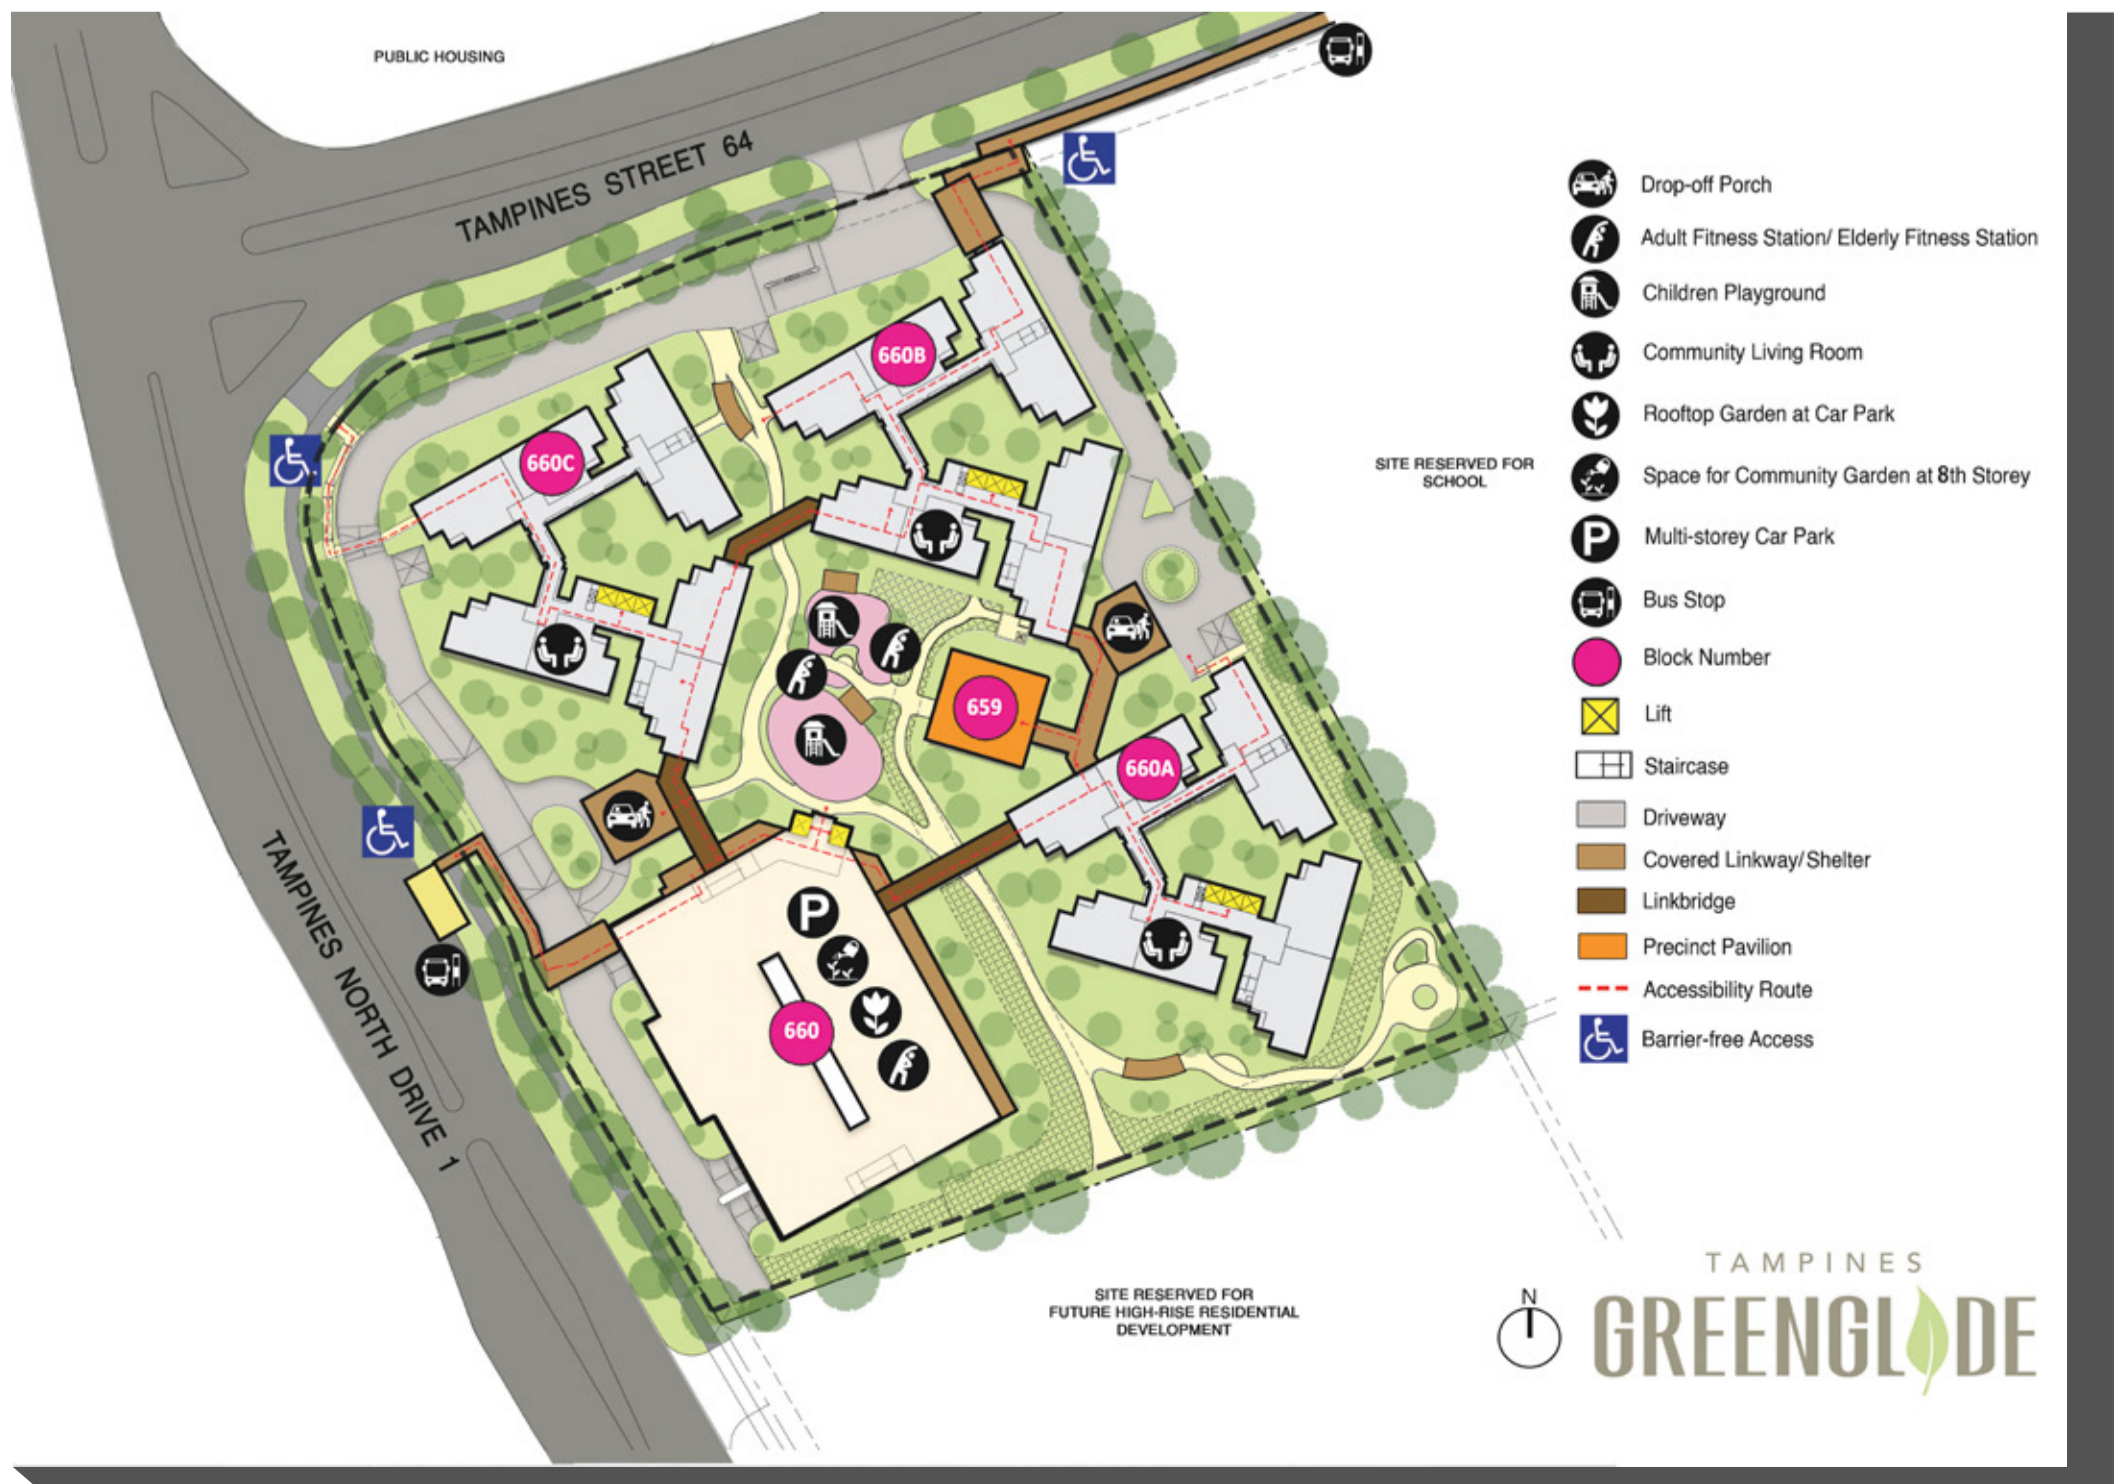 PUBLIC HOUSING
TAMPINES STREET 64
660B
660C
SITE RESERVED FOR
SCHOOL
659
660A
P
660
TAMPINES NORTH DRIVE 1
SITE RESERVED FOR
FUTURE HIGH-RISE RESIDENTIAL
DEVELOPMENT
Drop-off Porch
Adult Fitness Station/ Elderly Fitness Station
Children Playground
Community Living Room
Rooftop Garden at Car Park
Space for Community Garden at 8th Storey
P Multi-storey Car Park
Bus Stop
Block Number
Lift
Staircase
Driveway
Covered Linkway/Shelter
Linkbridge
Precinct Pavilion
Accessibility Route
Barrier-free Access
N
TAMPINES
GREENGLADE